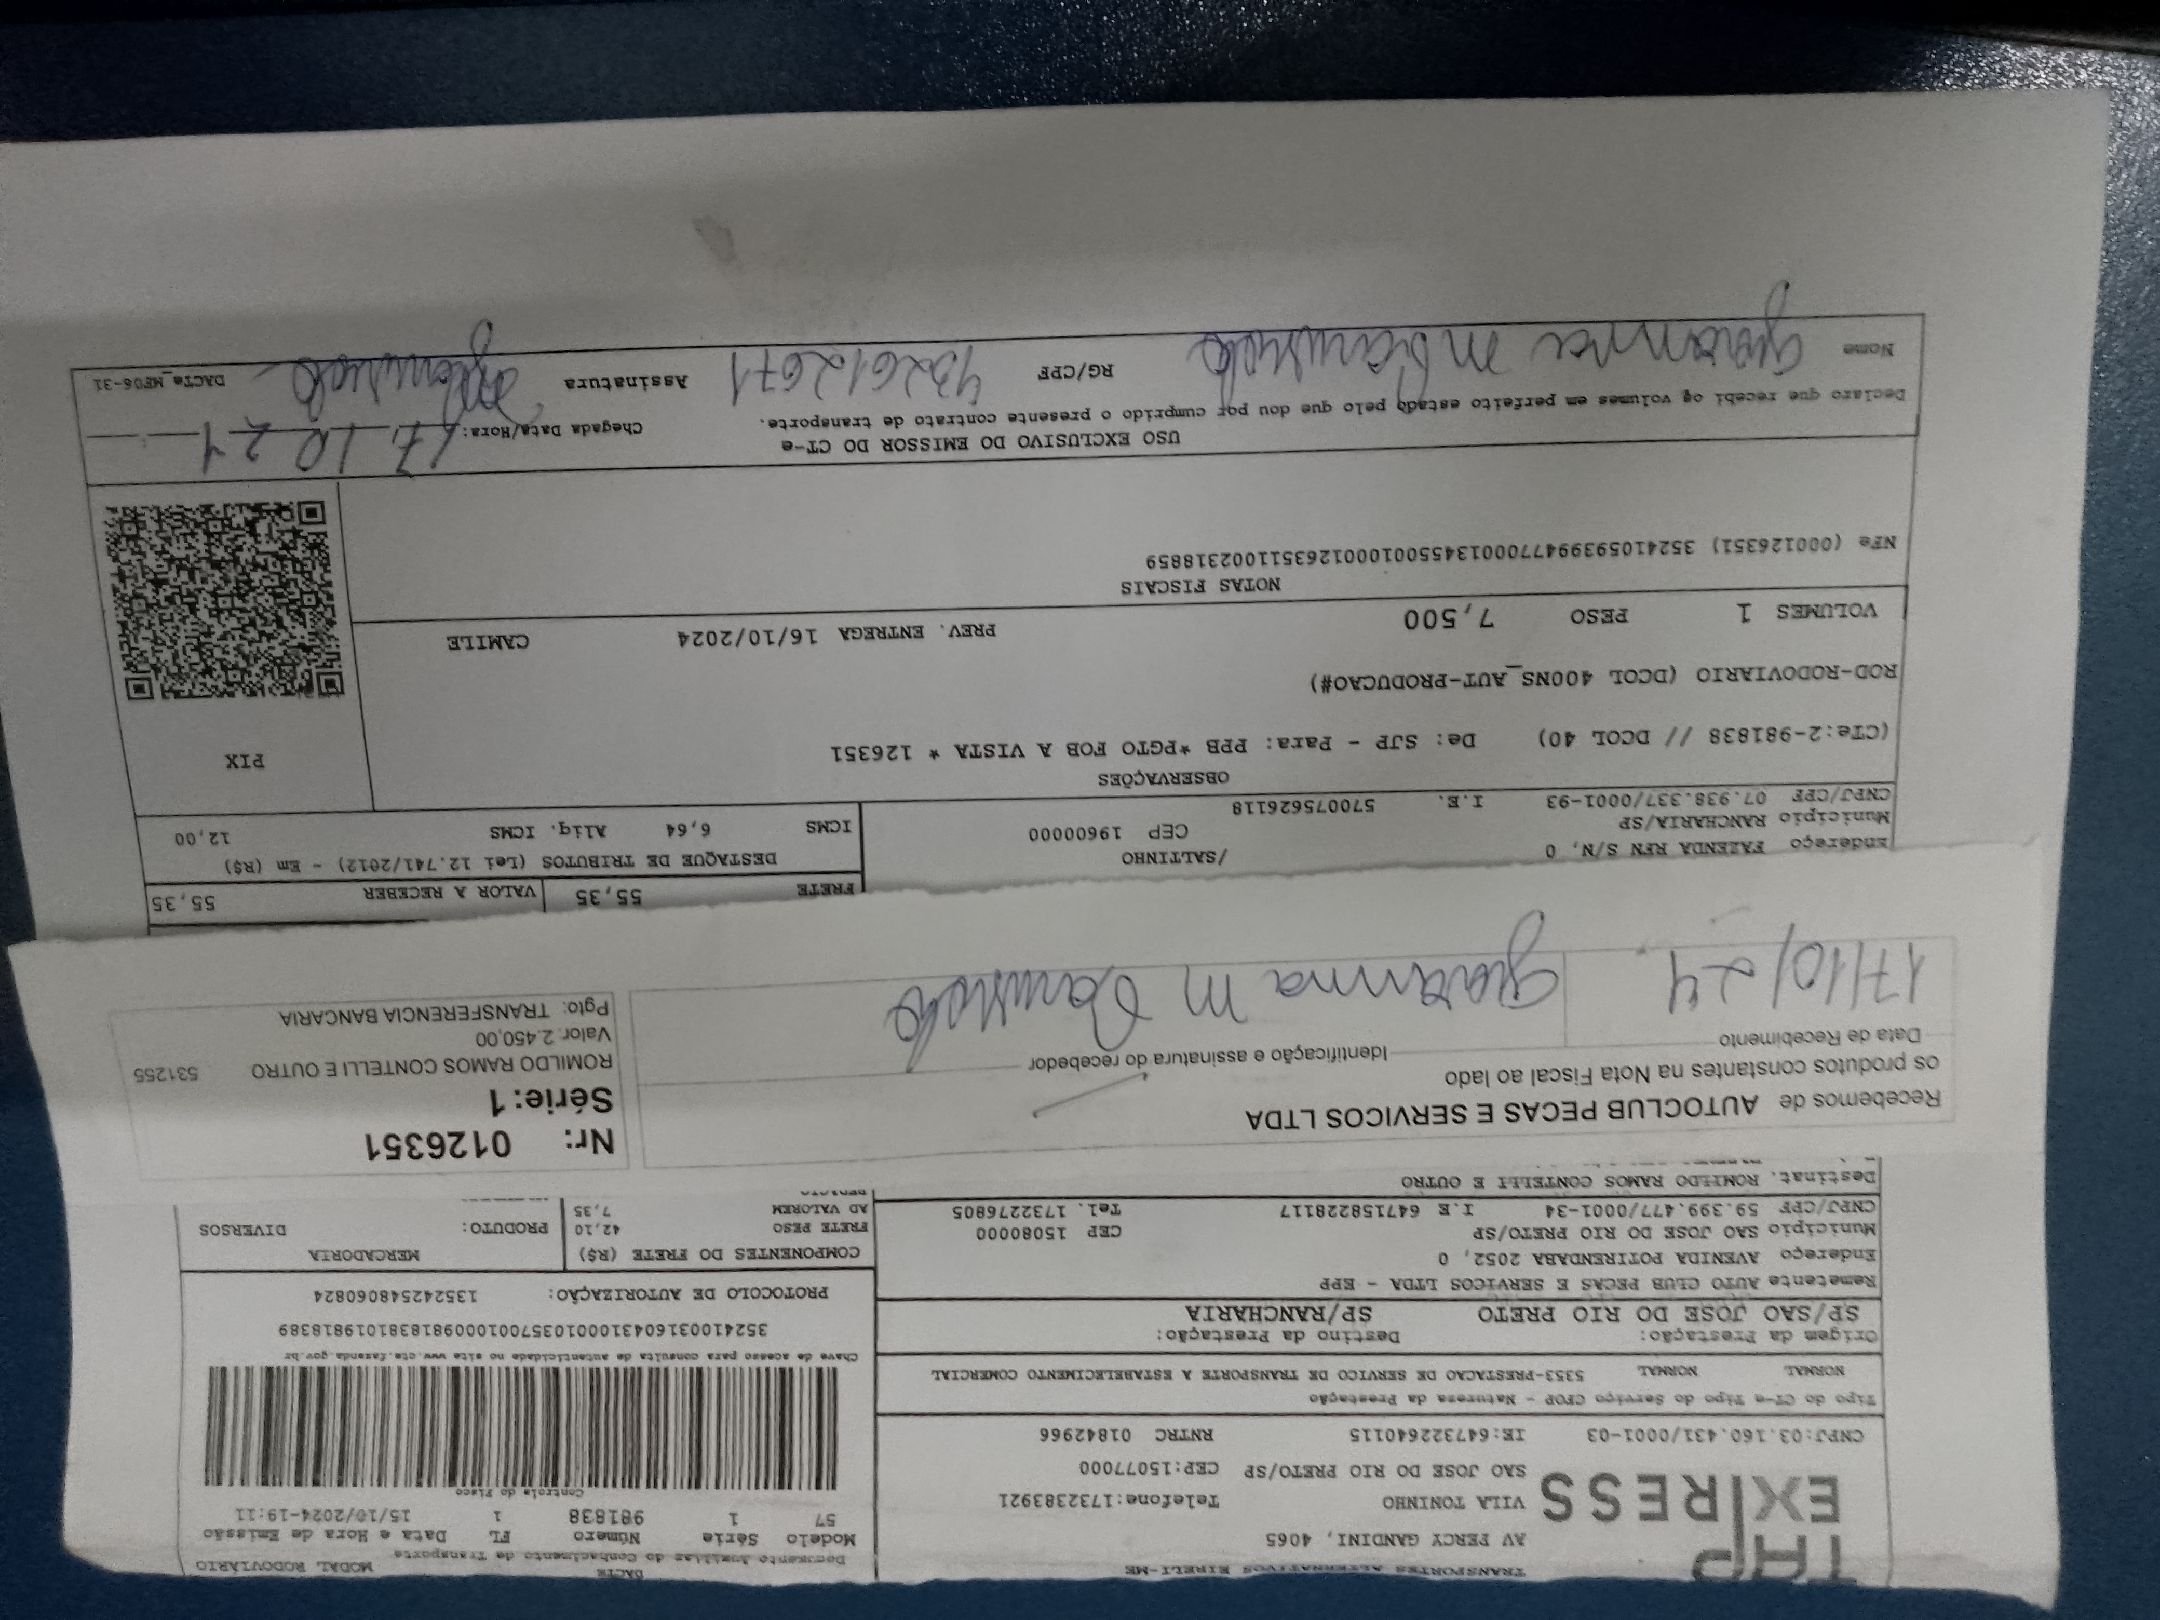 TRANSPORTES ALTERNATIVOS EIRELI-ME
TAP
EXPRESS
AV PERCY GANDINI, 4065
VILA TONINHO Telefone:1732383921
SAO JOSE DO RIO PRETO/SP CEP:15077000
CNPJ:03.160.431/0001-03 IE:647322640115 RNTRC 01842966
DACTE
Documento Auxiliar do Conhecimento de Transporte
MODAL RODOVIÁRIO
Modelo Série Número FL Data e Hora de Emissão
57 1 981838 1 15/10/2024-19:11
Controle do Fisco
Chave de acesso para consulta de autenticidade no site www.cte.fazenda.gov.br
35241003160431000103570010009818381019818389
PROTOCOLO DE AUTORIZAÇÃO: 135242548060824
Tipo do CT-e Tipo do Serviço CFOP - Natureza da Prestação
NORMAL NORMAL 5353-PRESTACAO DE SERVICO DE TRANSPORTE A ESTABELECIMENTO COMERCIAL
Origem da Prestação: Destino da Prestação:
SP/SAO JOSE DO RIO PRETO SP/RANCHARIA
Remetente AUTO CLUB PECAS E SERVICOS LTDA - EPP
Endereço AVENIDA POTIRENDABA 2052, 0
Município SAO JOSE DO RIO PRETO/SP CEP 15080000
CNPJ/CPF 59.399.477/0001-34 I.E 647158228117 Tel. 1732276805
Destinat. ROMILDO RAMOS CONTELLI E OUTRO
COMPONENTES DO FRETE (R$) MERCADORIA
FRETE PESO 42,10 PRODUTO: DIVERSOS
AD VALOREM 7,35
Recebemos de AUTOCLUB PECAS E SERVICOS LTDA
os produtos constantes na Nota Fiscal ao lado
Data de Recebimento Identificação e assinatura do recebedor
17/10/24 Giovanna M
Nr: 0126351
Série:1
ROMILDO RAMOS CONTELLI E OUTRO 531255
Valor 2.450,00
Pgto: TRANSFERENCIA BANCARIA
FRETE 55,35 VALOR A RECEBER 55,35
DESTAQUE DE TRIBUTOS (Lei 12.741/2012) - Em (R$)
ICMS 6,64 Aliq. ICMS 12,00
Endereço FAZENDA RFN S/N, 0 /SALTINHO
Município RANCHARIA/SP CEP 19600000
CNPJ/CPF 07.938.337/0001-93 I.E. 570075626118
OBSERVAÇÕES
(CTe:2-981838 // DCOL 40) De: SJP - Para: PPB *PGTO FOB A VISTA * 126351
ROD-RODOVIARIO (DCOL 400NS_AUT-PRODUCAO#)
PIX
VOLUMES 1 PESO 7,500 PREV. ENTREGA 16/10/2024 CAMILE
NOTAS FISCAIS
NFe (000126351) 35241059399477000134550010001263511002318859
USO EXCLUSIVO DO EMISSOR DO CT-e
Declaro que recebi os volumes em perfeito estado pelo que dou por cumprido o presente contrato de transporte.
Chegada Data/Hora: 17 10 24
Nome Giovanna M RG/CPF 432612671 Assinatura
DACTe_MF06-31